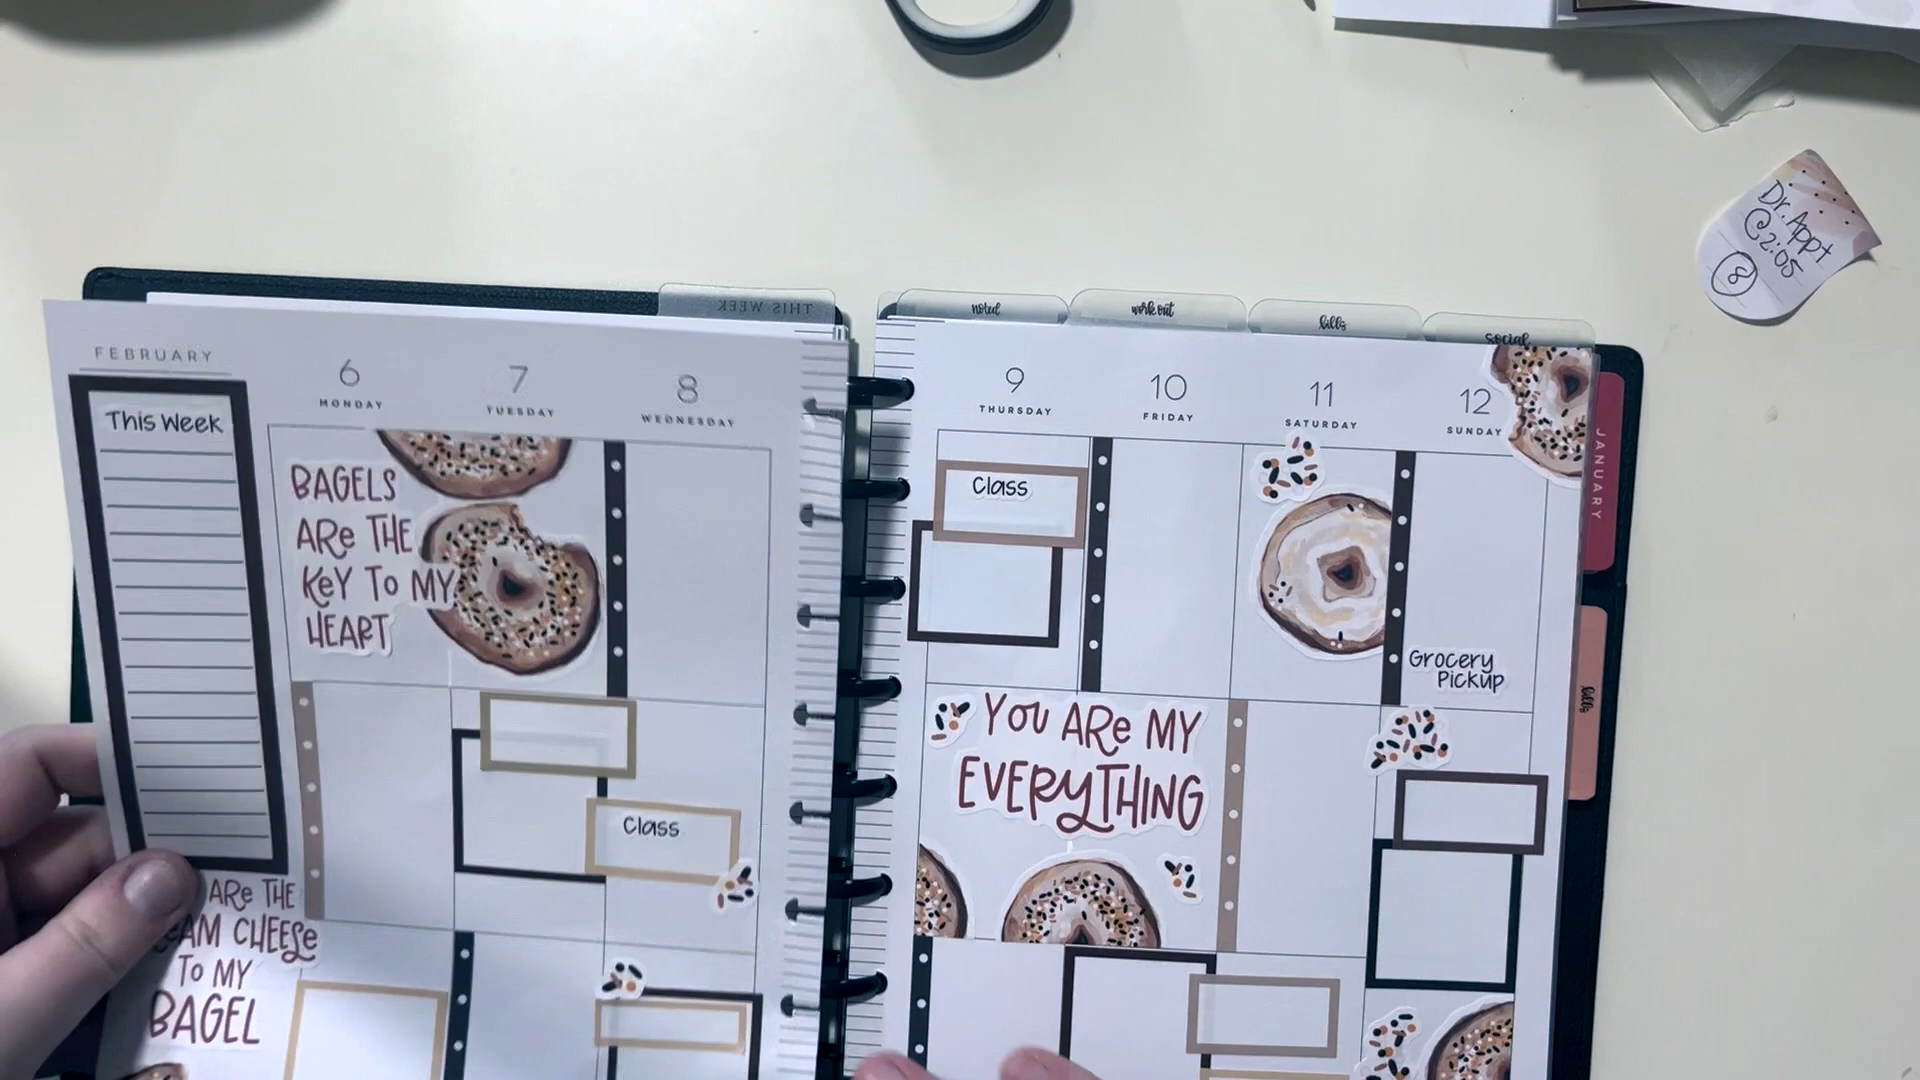 THIS WEEK
noted
work out
bills
social
Dr. Appt
@2:05
8
FEBRUARY
This Week
6
MONDAY
7
TUESDAY
8
WEDNESDAY
BAGELS
ARe THE
KeY To MY
HEART
Class
ARe THE
CHEESe
To MY
BAGEL
9
THURSDAY
10
FRIDAY
11
SATURDAY
12
SUNDAY
Class
Grocery
Pickup
You ARe MY
EVERYTHING
JANUARY
bills